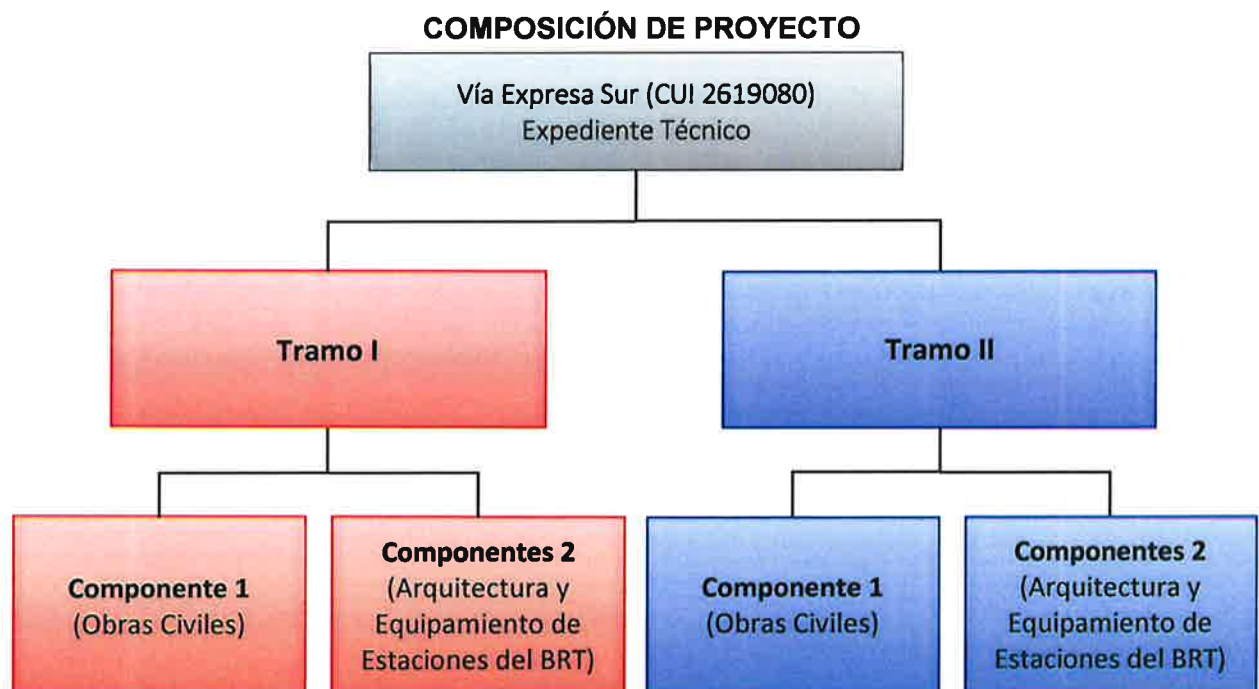 COMPOSICIÓN DE PROYECTO
Vía Expresa Sur (CUI 2619080)
Expediente Técnico
Tramo I
Tramo II
Componente 1
(Obras Civiles)
Componentes 2
(Arquitectura y
Equipamiento de
Estaciones del BRT)
Componente 1
(Obras Civiles)
Componentes 2
(Arquitectura y
Equipamiento de
Estaciones del BRT)